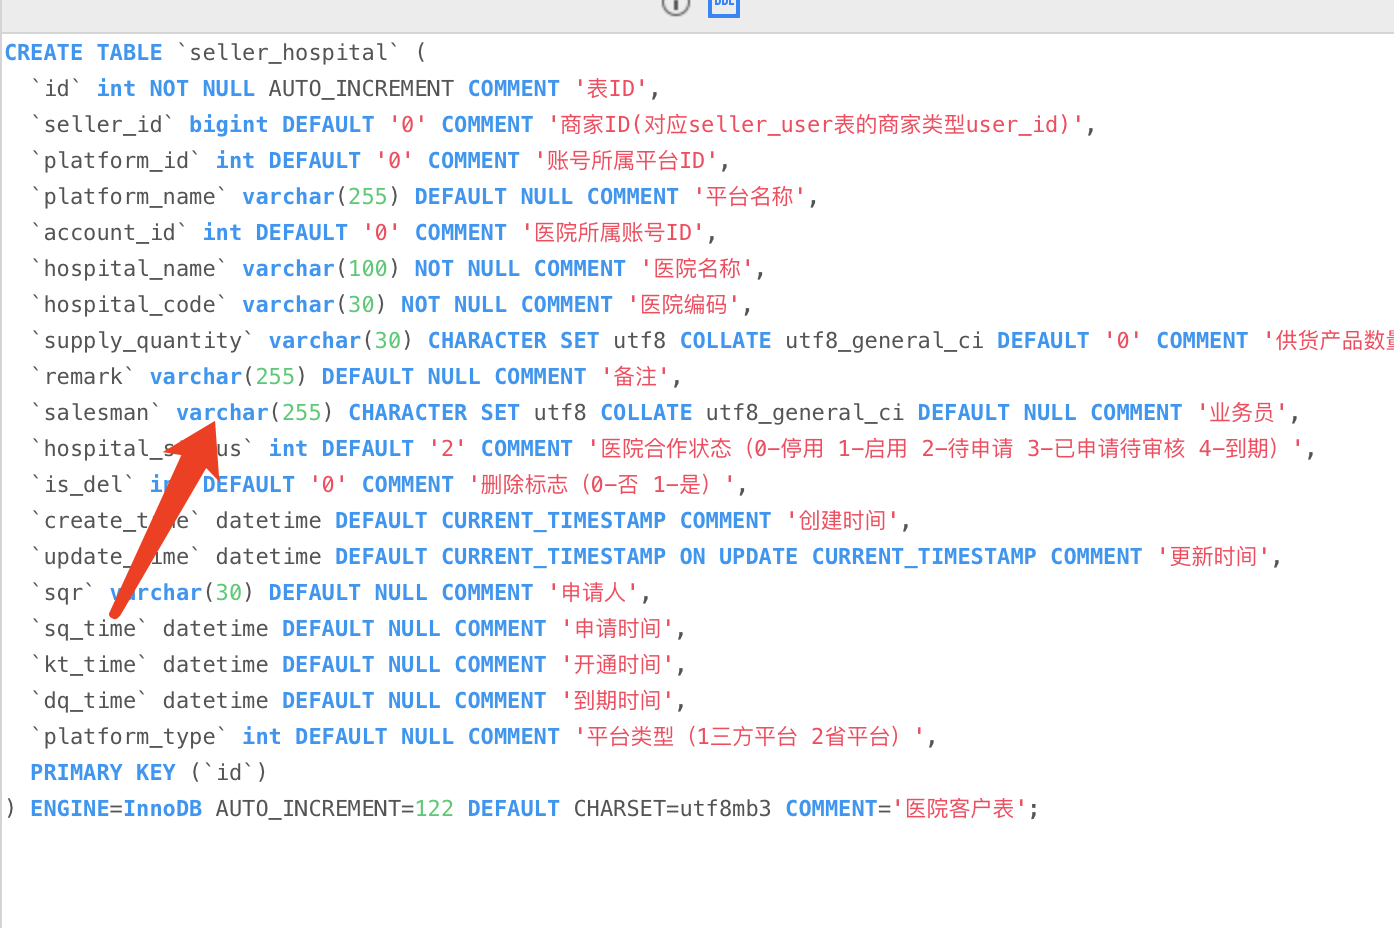 DDL
CREATE TABLE `seller_hospital` (
`id` int NOT NULL AUTO_INCREMENT COMMENT '表ID',
`seller_id` bigint DEFAULT '0' COMMENT '商家ID(对应seller_user表的商家类型user_id)',
`platform_id` int DEFAULT '0' COMMENT '账号所属平台ID',
`platform_name` varchar(255) DEFAULT NULL COMMENT '平台名称',
`account_id` int DEFAULT '0' COMMENT '医院所属账号ID',
`hospital_name` varchar(100) NOT NULL COMMENT '医院名称',
`hospital_code` varchar(30) NOT NULL COMMENT '医院编码',
`supply_quantity` varchar(30) CHARACTER SET utf8 COLLATE utf8_general_ci DEFAULT '0' COMMENT '供货产品数量
`remark` varchar(255) DEFAULT NULL COMMENT '备注',
`salesman` varchar(255) CHARACTER SET utf8 COLLATE utf8_general_ci DEFAULT NULL COMMENT '业务员',
`hospital_s us` int DEFAULT '2' COMMENT '医院合作状态（0-停用 1-启用 2-待申请 3-已申请待审核 4-到期）',
`is_del` in DEFAULT '0' COMMENT '删除标志（0-否 1-是）',
`create_time` datetime DEFAULT CURRENT_TIMESTAMP COMMENT '创建时间',
`update_time` datetime DEFAULT CURRENT_TIMESTAMP ON UPDATE CURRENT_TIMESTAMP COMMENT '更新时间',
`sqr` varchar(30) DEFAULT NULL COMMENT '申请人',
`sq_time` datetime DEFAULT NULL COMMENT '申请时间',
`kt_time` datetime DEFAULT NULL COMMENT '开通时间',
`dq_time` datetime DEFAULT NULL COMMENT '到期时间',
`platform_type` int DEFAULT NULL COMMENT '平台类型（1三方平台 2省平台）',
PRIMARY KEY (`id`)
) ENGINE=InnoDB AUTO_INCREMENT=122 DEFAULT CHARSET=utf8mb3 COMMENT='医院客户表';